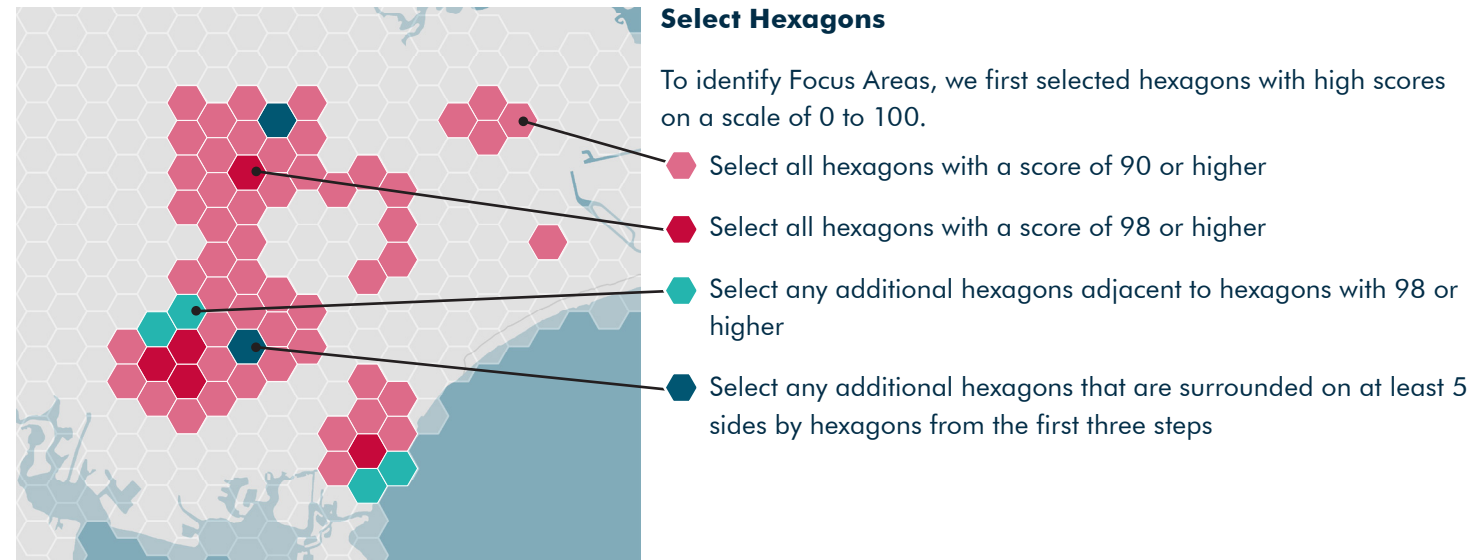 Select Hexagons
To identify Focus Areas, we first selected hexagons with high scores
on a scale of 0 to 100.
Select all hexagons with a score of 90 or higher
Select all hexagons with a score of 98 or higher
Select any additional hexagons adjacent to hexagons with 98 or
higher
Select any additional hexagons that are surrounded on at least 5
sides by hexagons from the first three steps